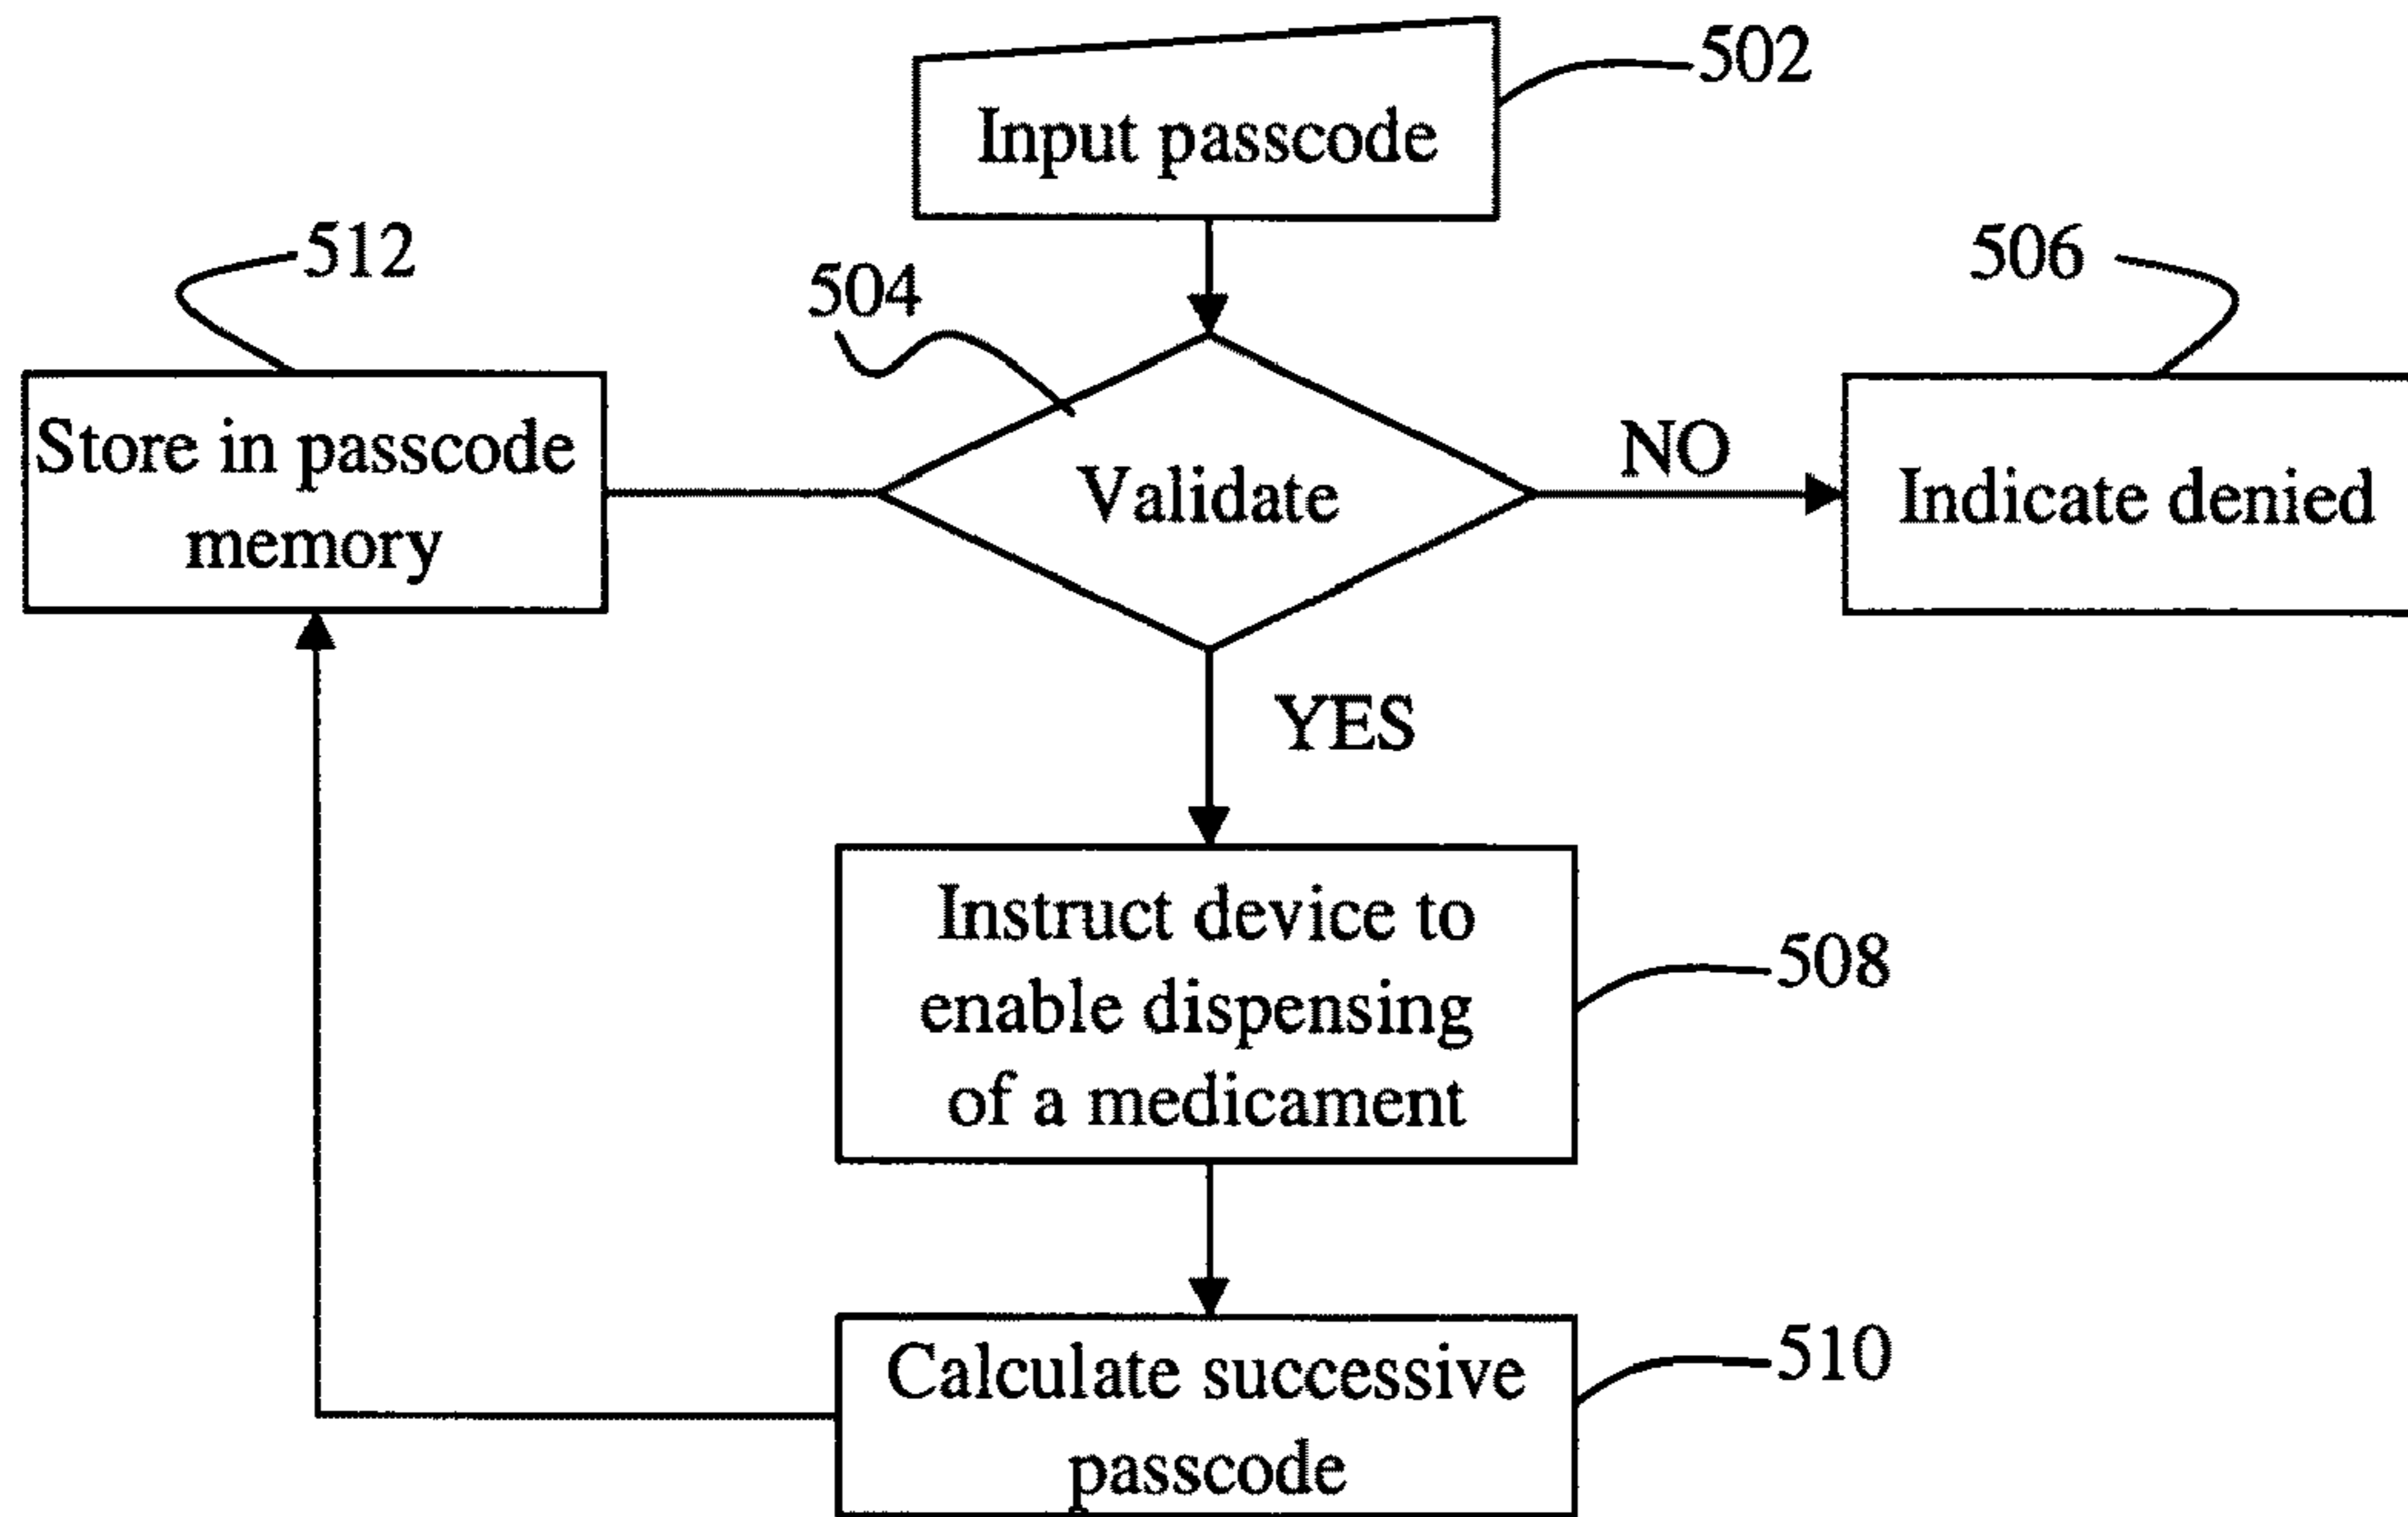 502
Input passcode
512
506
504
Store in passcode
memory
Validate
NO
Indicate denied
YES
Instruct device to
enable dispensing
of a medicament
508
Calculate successive
passcode
510